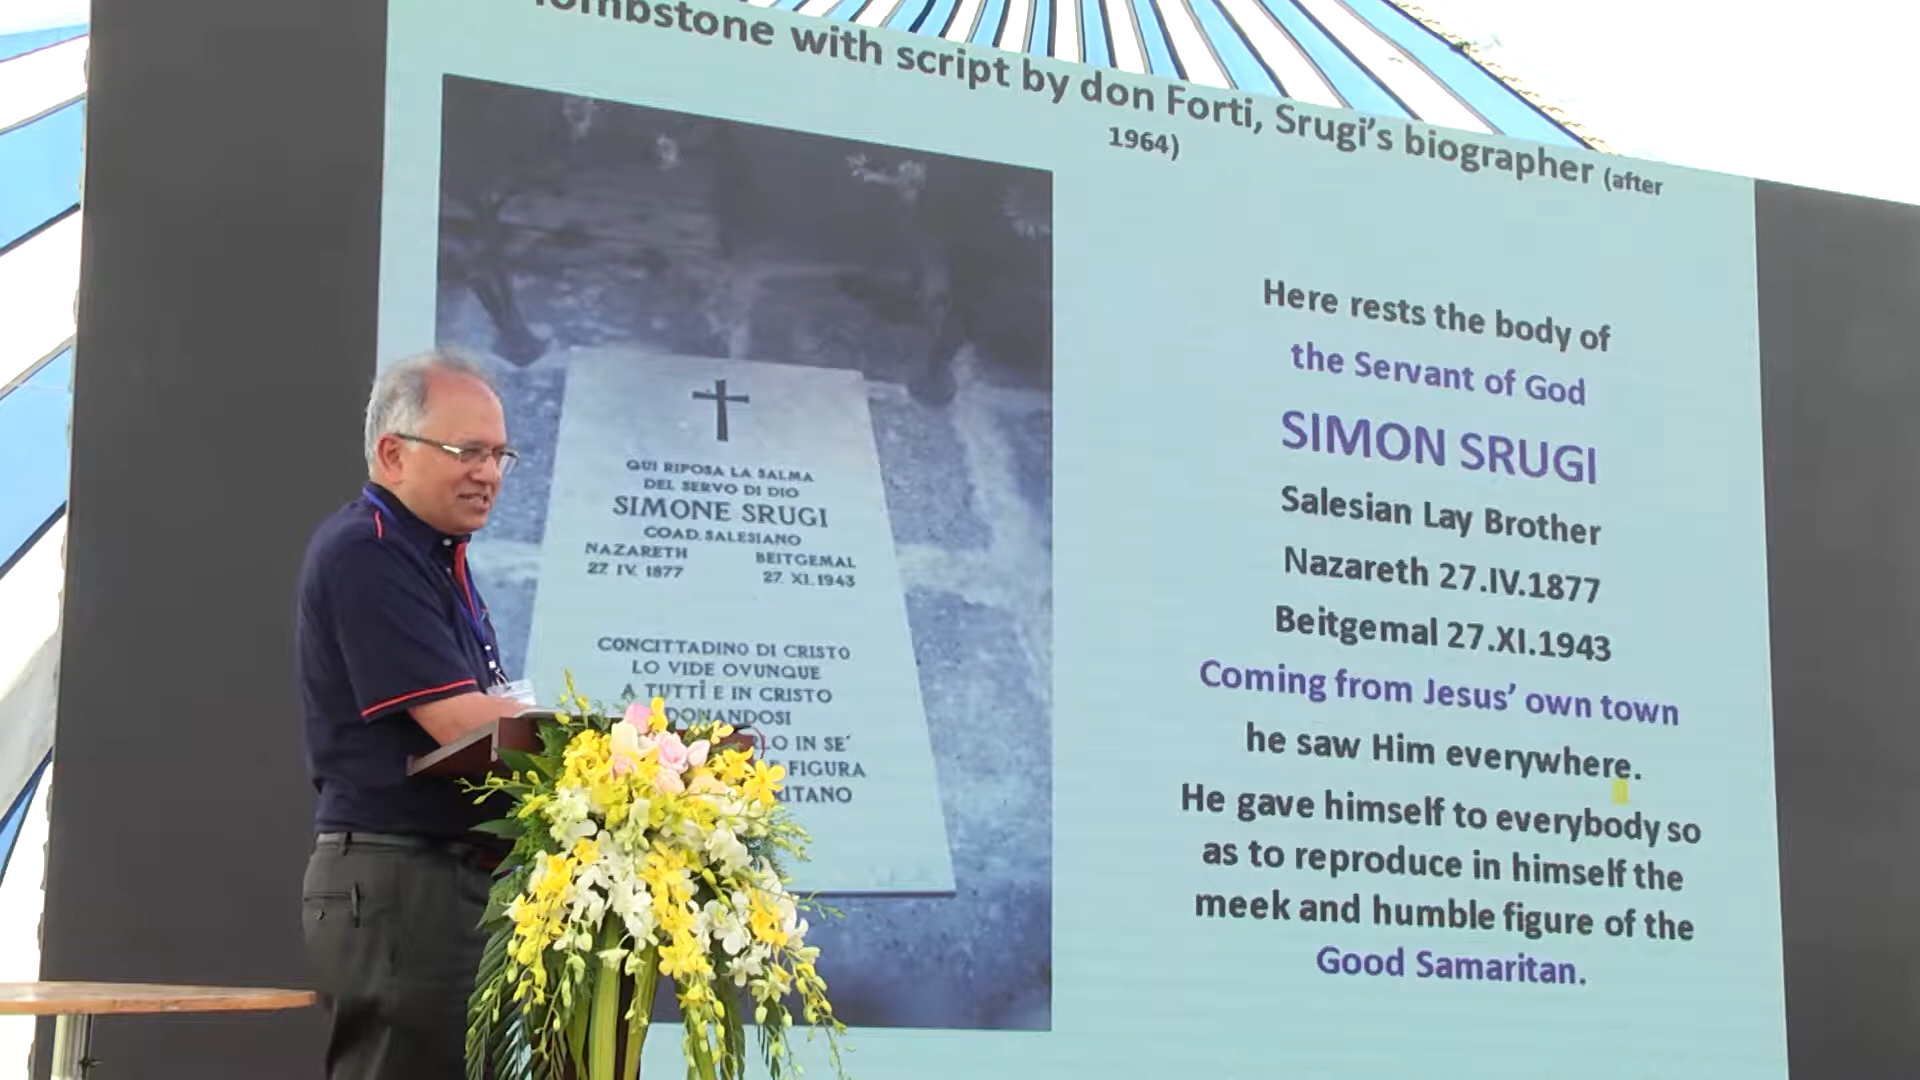 Tombstone with script by don Forti, Srugi's biographer (after
1964)
QUI RIPOSA LA SALMA
DEL SERVO DI DIO
SIMONE SRUGI
COAD. SALESIANO
NAZARETH BEITGEMAL
27 IV. 1877 27. XI. 1943
CONCITTADINO DI CRISTO
LO VIDE OVUNQUE
A TUTTI E IN CRISTO
DONANDOSI
IN SE'
FIGURA
Here rests the body of
the Servant of God
SIMON SRUGI
Salesian Lay Brother
Nazareth 27.IV.1877
Beitgemal 27.XI.1943
Coming from Jesus' own town
he saw Him everywhere.
He gave himself to everybody so
as to reproduce in himself the
meek and humble figure of the
Good Samaritan.